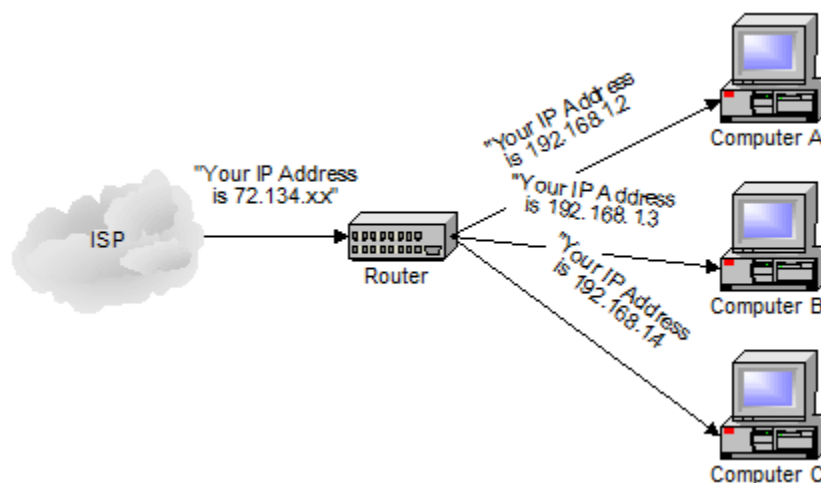 "Your IP Address
is 72.134.xx"
ISP
Router
"Your IP Address
is 192.168.1.2
"Your IP Address
is 192.168.1.3
"Your IP Address
is 192.168.1.4
Computer A
Computer B
Computer C